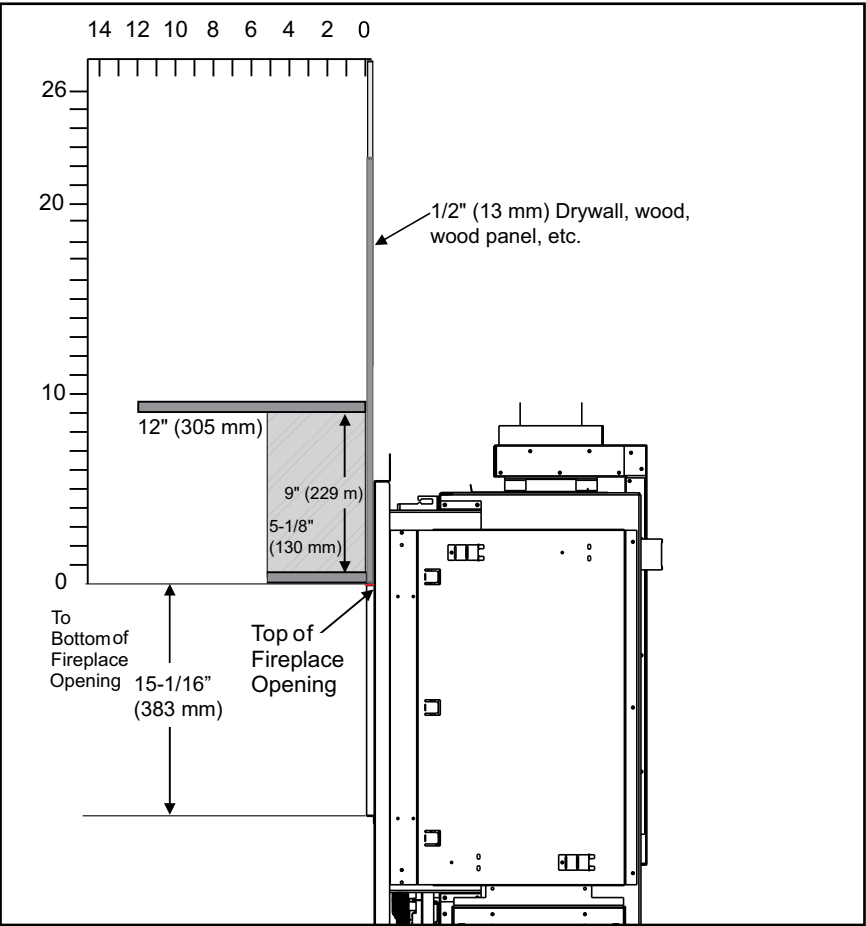 14 12 10 8 6 4 2 0
26
20
1/2" (13 mm) Drywall, wood,
wood panel, etc.
10
12" (305 mm)
9" (229 m)
5-1/8"
(130 mm)
0
To
Bottom of
Fireplace
Opening
15-1/16”
(383 mm)
Top of
Fireplace
Opening